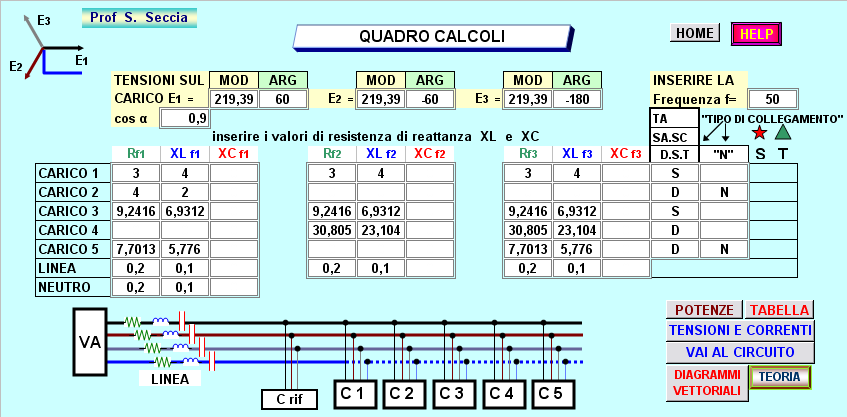 E3
Prof S. Seccia
QUADRO CALCOLI
HOME
HELP
E2
E1
TENSIONI SUL MOD ARG MOD ARG MOD ARG INSERIRE LA
CARICO E1 = 219,39 60 E2 = 219,39 -60 E3 = 219,39 -180 Frequenza f= 50
cos α 0,9
TA "TIPO DI COLLEGAMENTO"
inserire i valori di resistenza di reattanza XL e XC
SA.SC
Rf1 XL f1 XC f1 Rf2 XL f2 XC f2 Rf3 XL f3 XC f3 D.S.T "N" S T
CARICO 1 3 4 3 4 3 4 S
CARICO 2 4 2 D N
CARICO 3 9,2416 6,9312 9,2416 6,9312 9,2416 6,9312 S
CARICO 4 30,805 23,104 30,805 23,104 D
CARICO 5 7,7013 5,776 7,7013 5,776 D N
LINEA 0,2 0,1 0,2 0,1 0,2 0,1
NEUTRO 0,2 0,1
VA
LINEA
C rif
C 1
C 2
C 3
C 4
C 5
POTENZE
TABELLA
TENSIONI E CORRENTI
VAI AL CIRCUITO
DIAGRAMMI
VETTORIALI
TEORIA